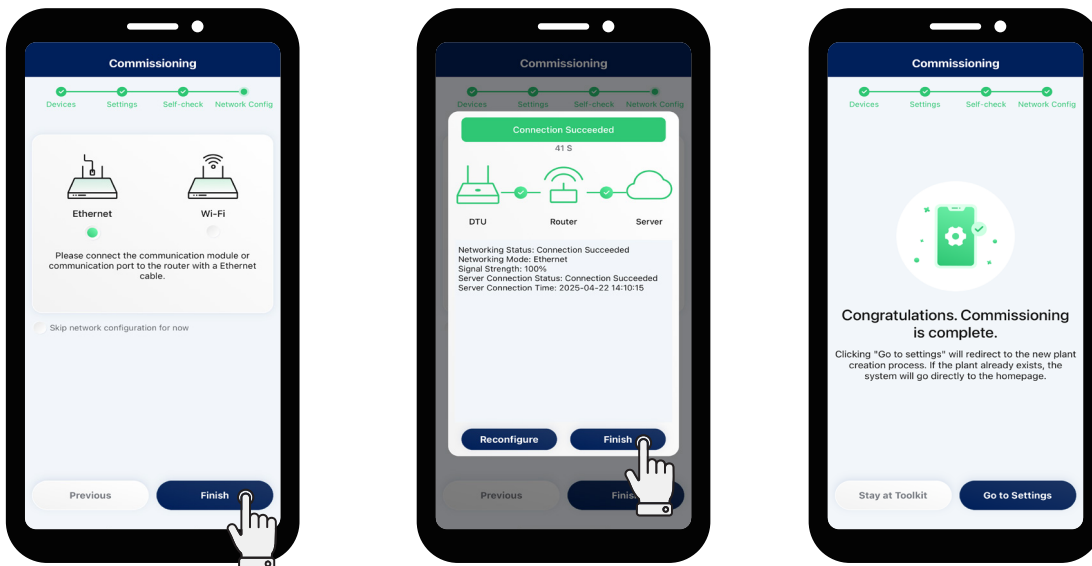 Commissioning
Devices Settings Self-check Network Config
Ethernet Wi-Fi
Please connect the communication module or
communication port to the router with a Ethernet
cable.
Skip network configuration for now
Previous Finish
Commissioning
Devices Settings Self-check Network Config
Connection Succeeded
41 S
DTU Router Server
Networking Status: Connection Succeeded
Networking Mode: Ethernet
Signal Strength: 100%
Server Connection Status: Connection Succeeded
Server Connection Time: 2025-04-22 14:10:15
Reconfigure Finish
Previous Finish
Commissioning
Devices Settings Self-check Network Config
Congratulations. Commissioning
is complete.
Clicking "Go to settings" will redirect to the new plant
creation process. If the plant already exists, the
system will go directly to the homepage.
Stay at Toolkit Go to Settings